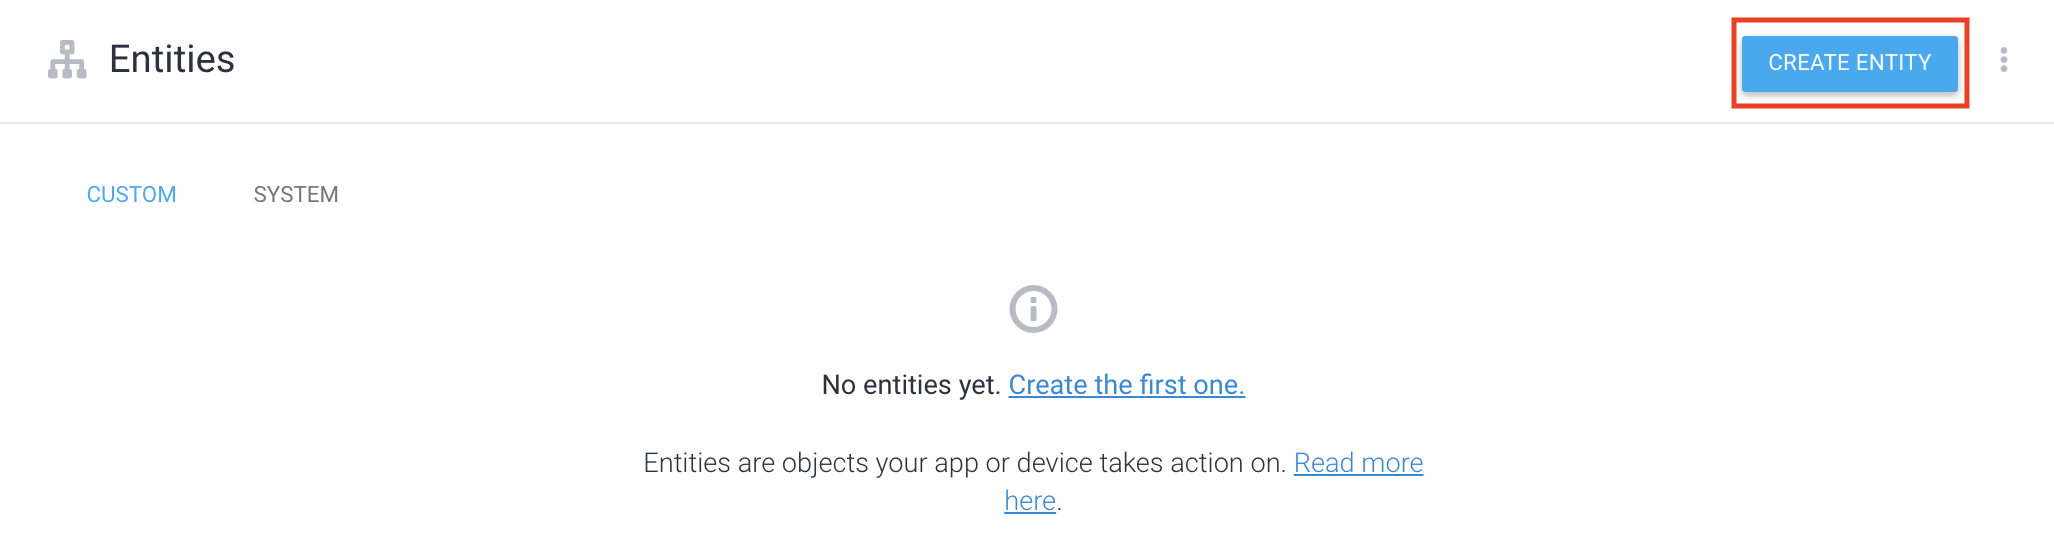 Entities
CREATE ENTITY
CUSTOM
SYSTEM
No entities yet. Create the first one.
Entities are objects your app or device takes action on. Read more
here.